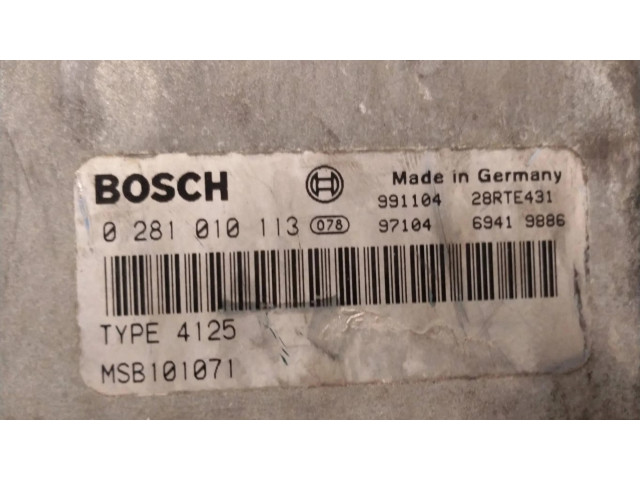 BOSCH Made in Germany
991104 28RTE431
0 281 010 113 078 97104 6941 9886
TYPE 4125
MSB101071